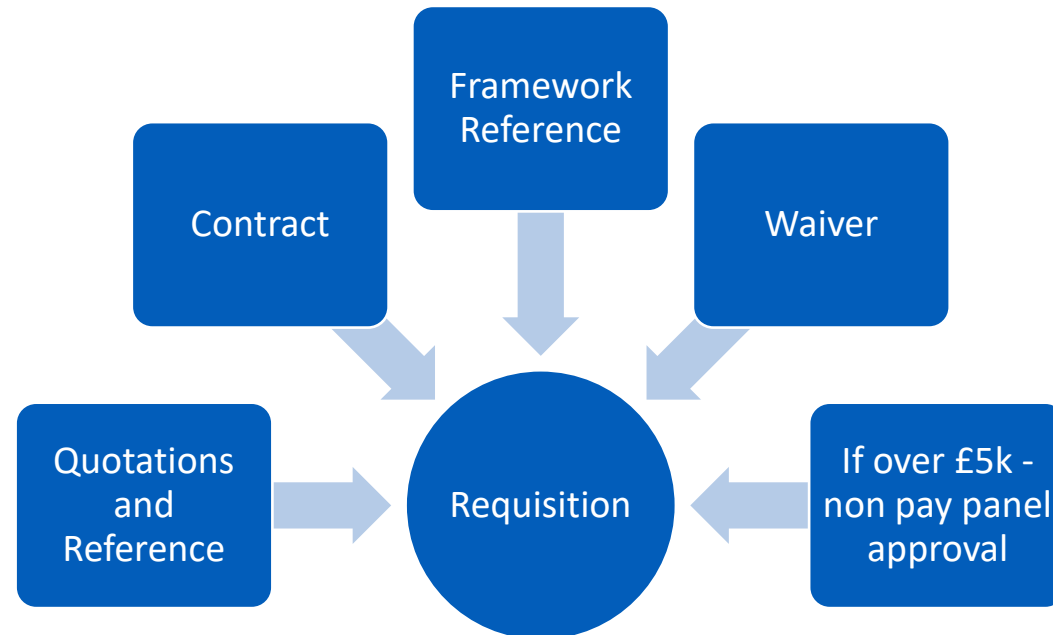 Framework
Reference
Contract
Waiver
Quotations
and
Reference
Requisition
If over £5k -
non pay panel
approval